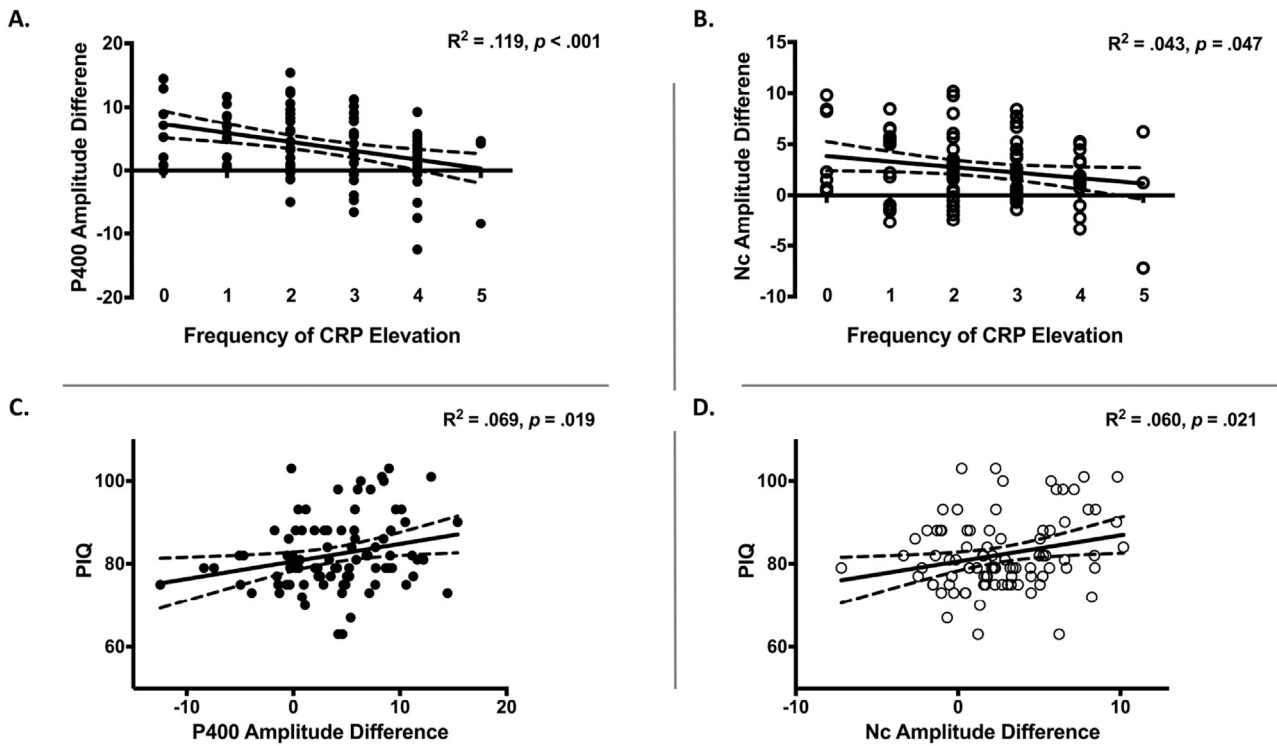 A.
R² = .119, p < .001
P400 Amplitude Differene
20
10
0
-10
-20
0 1 2 3 4 5
Frequency of CRP Elevation
B.
R² = .043, p = .047
Nc Amplitude Differene
15
10
5
0
-5
-10
0 1 2 3 4 5
Frequency of CRP Elevation
C.
R² = .069, p = .019
PIQ
100
80
60
-10 0 10 20
P400 Amplitude Difference
D.
R² = .060, p = .021
PIQ
100
80
60
-10 0 10
Nc Amplitude Difference